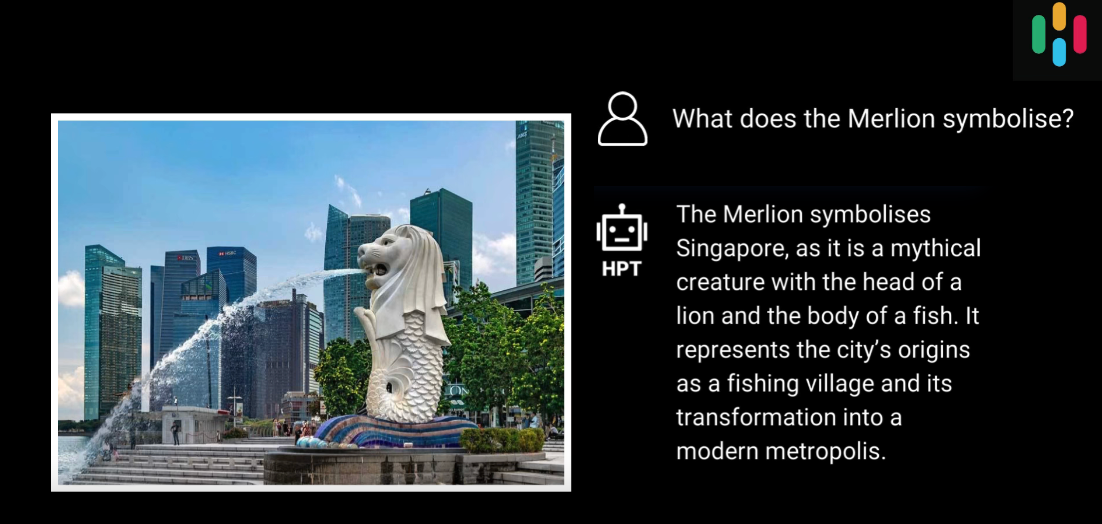 What does the Merlion symbolise?
HPT
The Merlion symbolises
Singapore, as it is a mythical
creature with the head of a
lion and the body of a fish. It
represents the city’s origins
as a fishing village and its
transformation into a
modern metropolis.